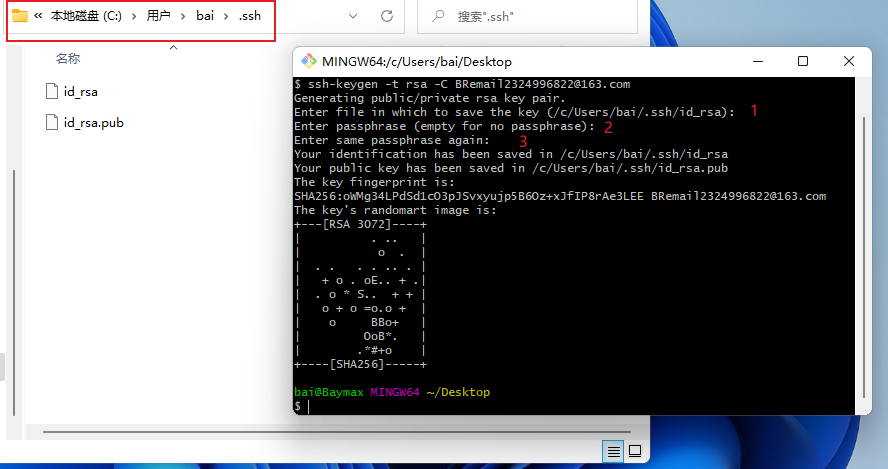 « 本地磁盘 (C:) › 用户 › bai › .ssh
搜索".ssh"
名称
id_rsa
id_rsa.pub
MINGW64:/c/Users/bai/Desktop
$ ssh-keygen -t rsa -C BRemail2324996822@163.com
Generating public/private rsa key pair.
Enter file in which to save the key (/c/Users/bai/.ssh/id_rsa): 1
Enter passphrase (empty for no passphrase): 2
Enter same passphrase again: 3
Your identification has been saved in /c/Users/bai/.ssh/id_rsa
Your public key has been saved in /c/Users/bai/.ssh/id_rsa.pub
The key fingerprint is:
SHA256:oWMg34LPdSd1cO3pJSvxyujp5B6Oz+xJfIP8rAe3LEE BRemail2324996822@163.com
The key's randomart image is:
+---[RSA 3072]----+
|          . ..   |
|           o  .  |
|  . .   . . .. . |
|   + o . oE.. + .|
|  . o * S..  + + |
|   o + o =o.o +  |
|    o     BBo+   |
|         OoB*.   |
|        .*#+o    |
+----[SHA256]-----+
bai@Baymax MINGW64 ~/Desktop
$